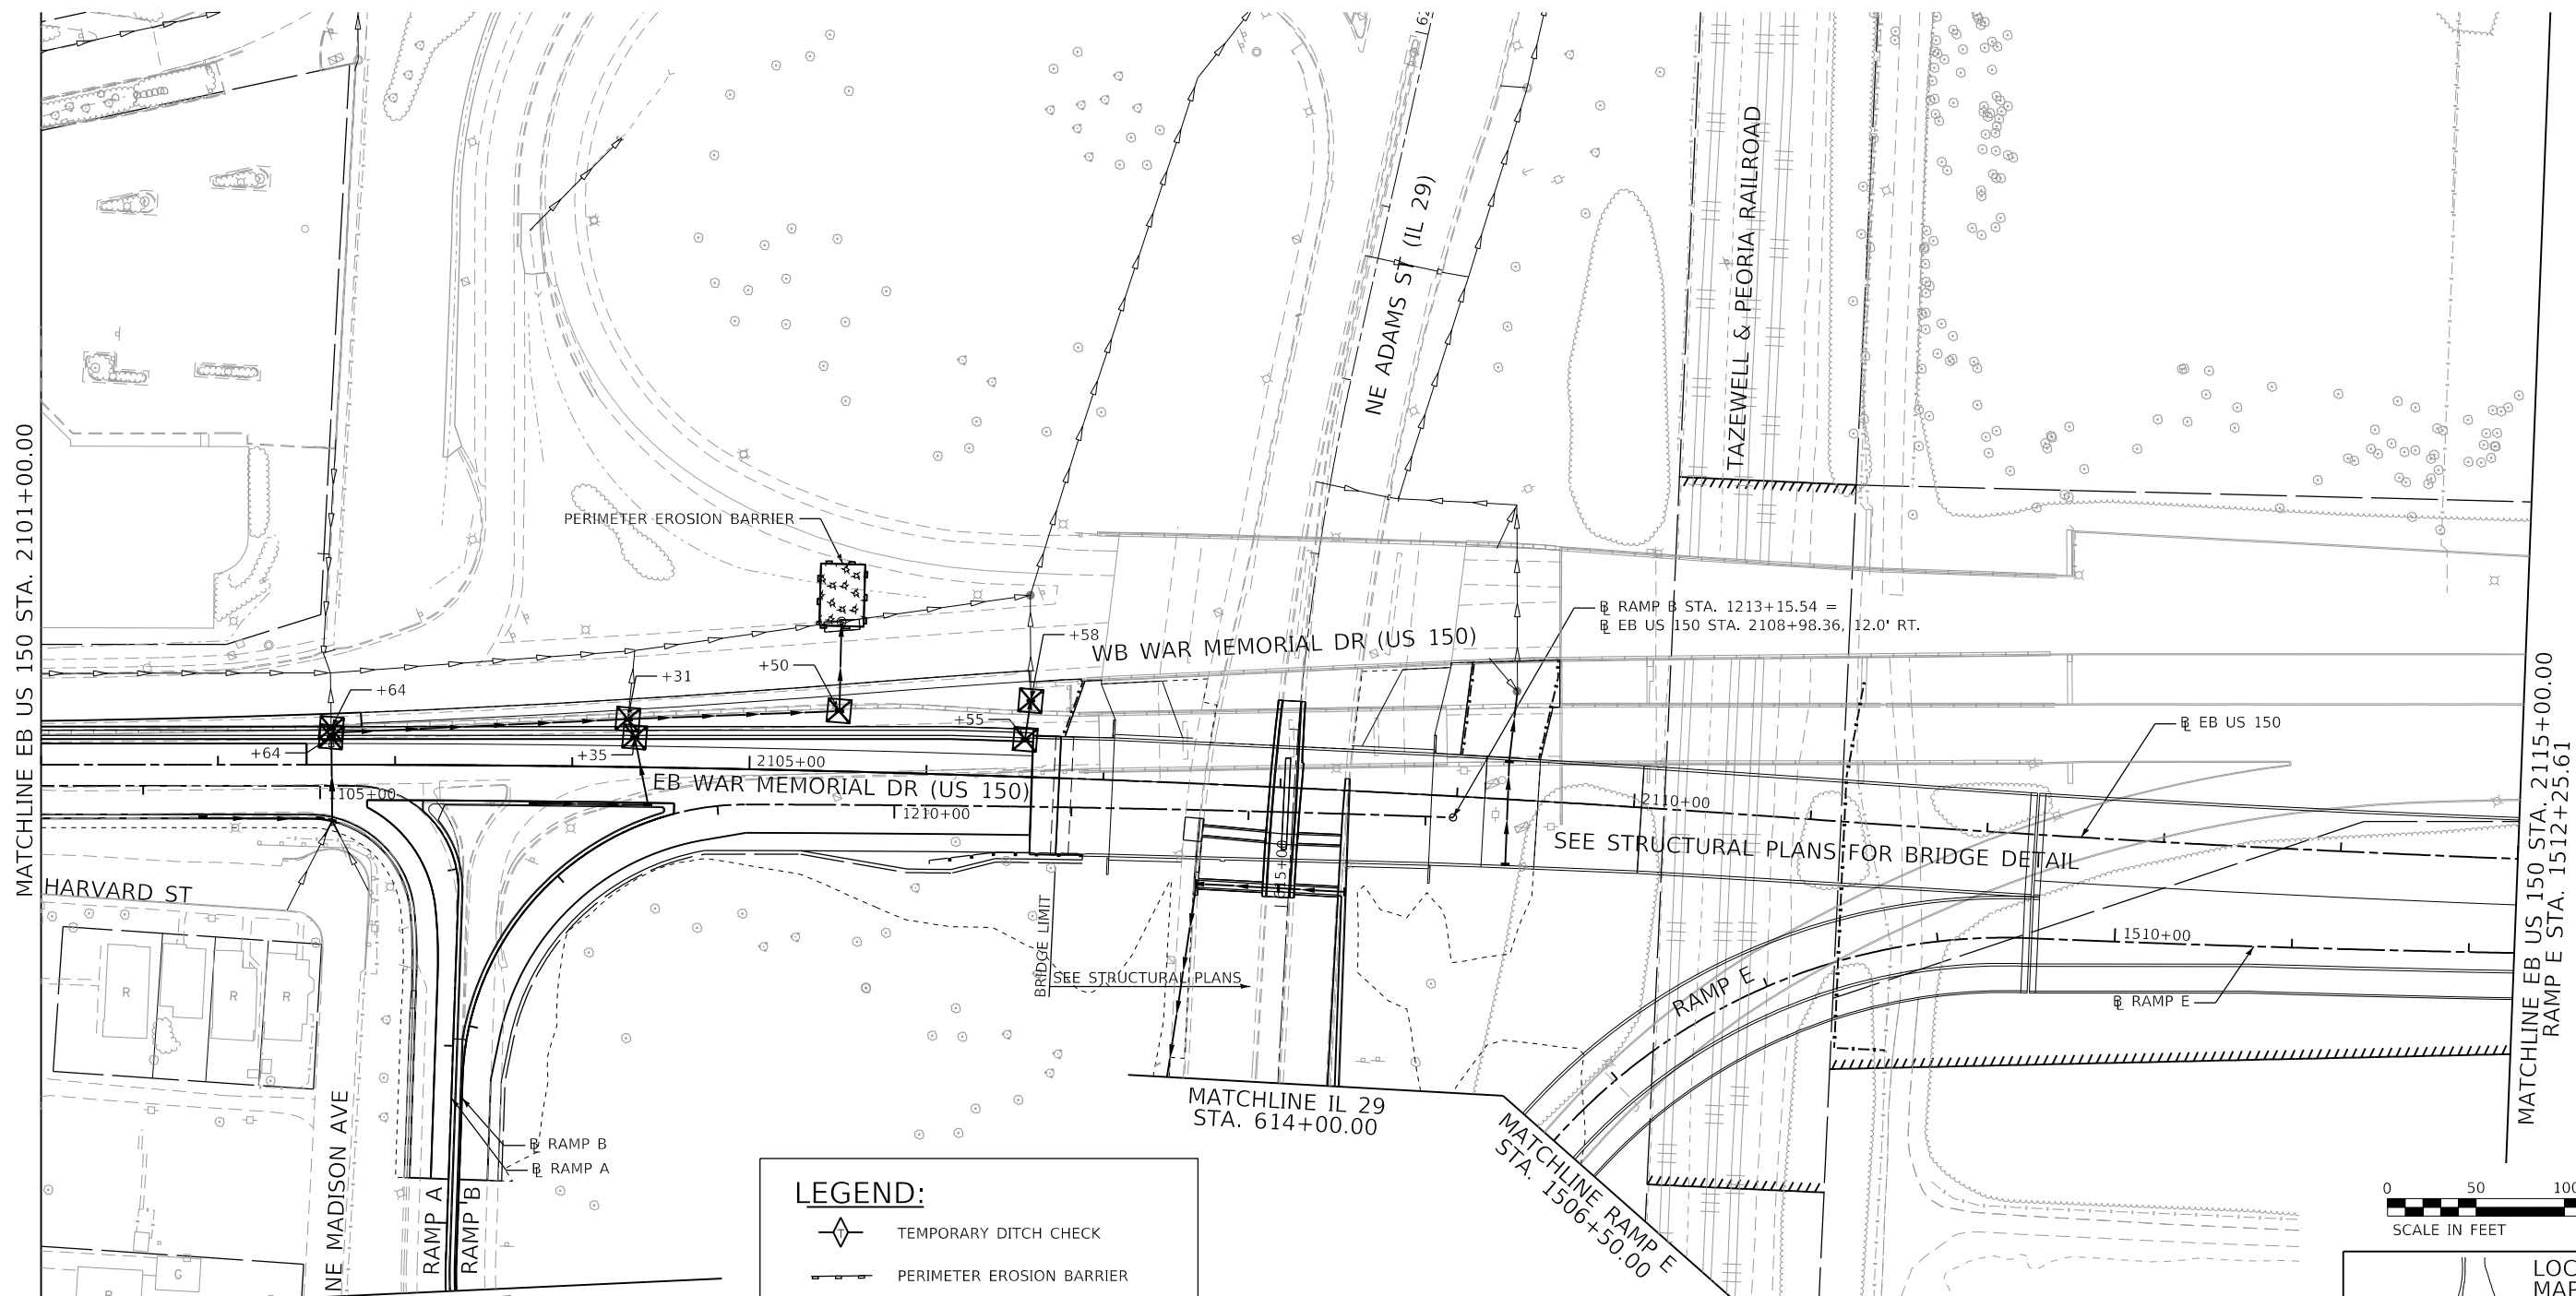 MATCHLINE EB US 150 STA. 2101+00.00
NE ADAMS ST (IL 29)
TAZEWELL & PEORIA RAILROAD
PERIMETER EROSION BARRIER
℄ RAMP B STA. 1213+15.54 =
℄ EB US 150 STA. 2108+98.36, 12.0' RT.
WB WAR MEMORIAL DR (US 150)
+58
+50
+31
+64
+55
+64
+35
2105+00
℄ EB US 150
EB WAR MEMORIAL DR (US 150)
1105+00
1210+00
2110+00
SEE STRUCTURAL PLANS FOR BRIDGE DETAIL
615+00
HARVARD ST
BRIDGE LIMIT
SEE STRUCTURAL PLANS
R
R
R
RAMP E
1510+00
℄ RAMP E
MATCHLINE EB US 150 STA. 2115+00.00
RAMP E STA. 1512+25.61
MATCHLINE IL 29
STA. 614+00.00
MATCHLINE RAMP E
STA. 1506+50.00
℄ RAMP B
℄ RAMP A
NE MADISON AVE
RAMP A
RAMP B
G
LEGEND:
T
TEMPORARY DITCH CHECK
PERIMETER EROSION BARRIER
0 50 100
SCALE IN FEET